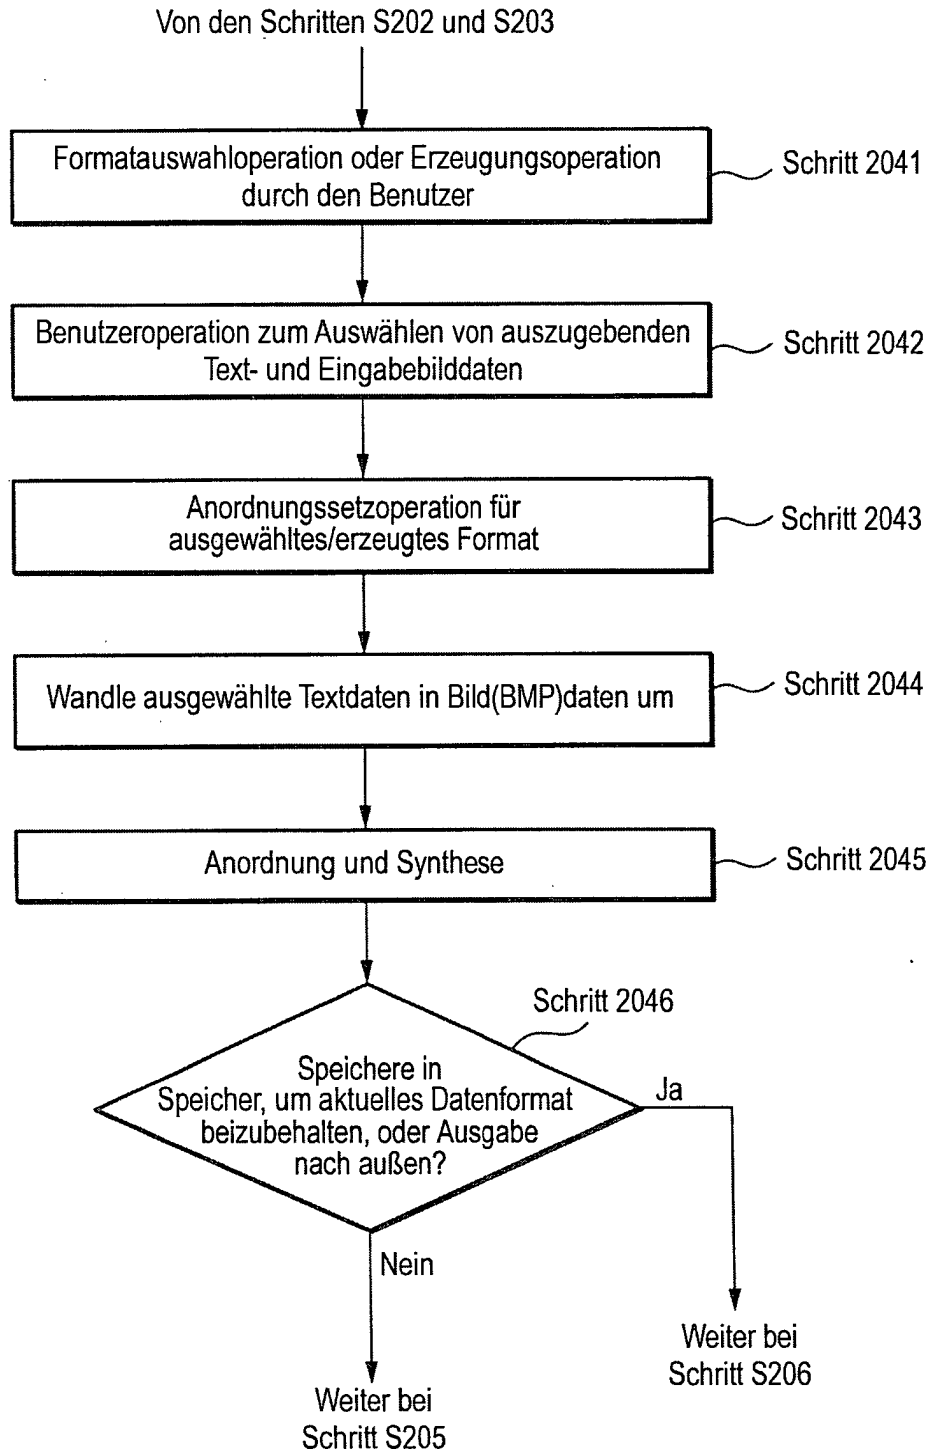 Von den Schritten S202 und S203
Formatauswahloperation oder Erzeugungsoperation
durch den Benutzer
Schritt 2041
Benutzeroperation zum Auswählen von auszugebenden
Text- und Eingabebilddaten
Schritt 2042
Anordnungssetzoperation für
ausgewähltes/erzeugtes Format
Schritt 2043
Wandle ausgewählte Textdaten in Bild(BMP)daten um
Schritt 2044
Anordnung und Synthese
Schritt 2045
Schritt 2046
Speichere in
Speicher, um aktuelles Datenformat
beizubehalten, oder Ausgabe
nach außen?
Ja
Nein
Weiter bei
Schritt S206
Weiter bei
Schritt S205